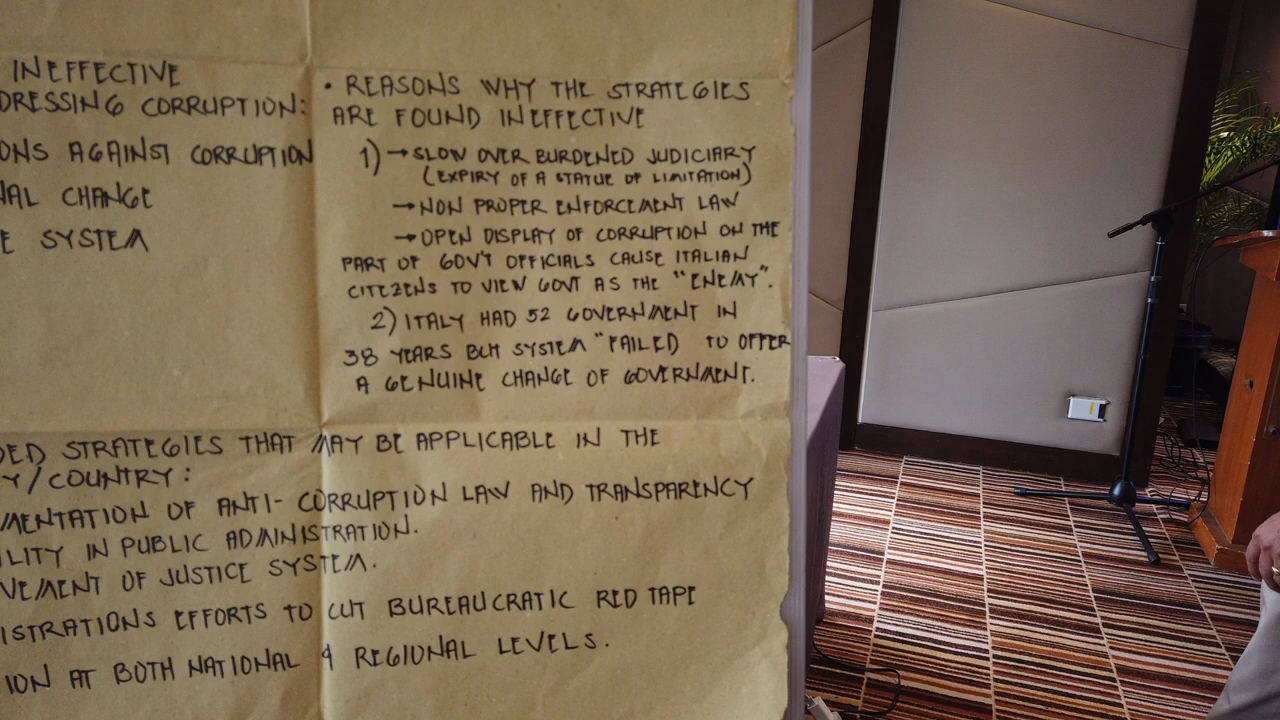 INEFFECTIVE
DRESSING CORRUPTION:
ONS AGAINST CORRUPTION
NAL CHANGE
E SYSTEM
• REASONS WHY THE STRATEGIES
ARE FOUND INEFFECTIVE
1) → SLOW OVER BURDENED JUDICIARY
(EXPIRY OF A STATUE OF LIMITATION)
→ NON PROPER ENFORCEMENT LAW
→ OPEN DISPLAY OF CORRUPTION ON THE
PART OF GOV'T OFFICIALS CAUSE ITALIAN
CITEZENS TO VIEW GOVT AS THE "ENEMY".
2) ITALY HAD 52 GOVERNMENT IN
38 YEARS BUT SYSTEM "FAILED) TO OFFER
A GENUINE CHANGE OF GOVERNMENT.
DED STRATEGIES THAT MAY BE APPLICABLE IN THE
Y/COUNTRY:
MENTATION OF ANTI-CORRUPTION LAW AND TRANSPARENCY
ILITY IN PUBLIC ADMINISTRATION.
VEMENT OF JUSTICE SYSTEM.
ISTRATIONS EFFORTS TO CUT BUREAUCRATIC RED TAPE
ION AT BOTH NATIONAL & REGIONAL LEVELS.